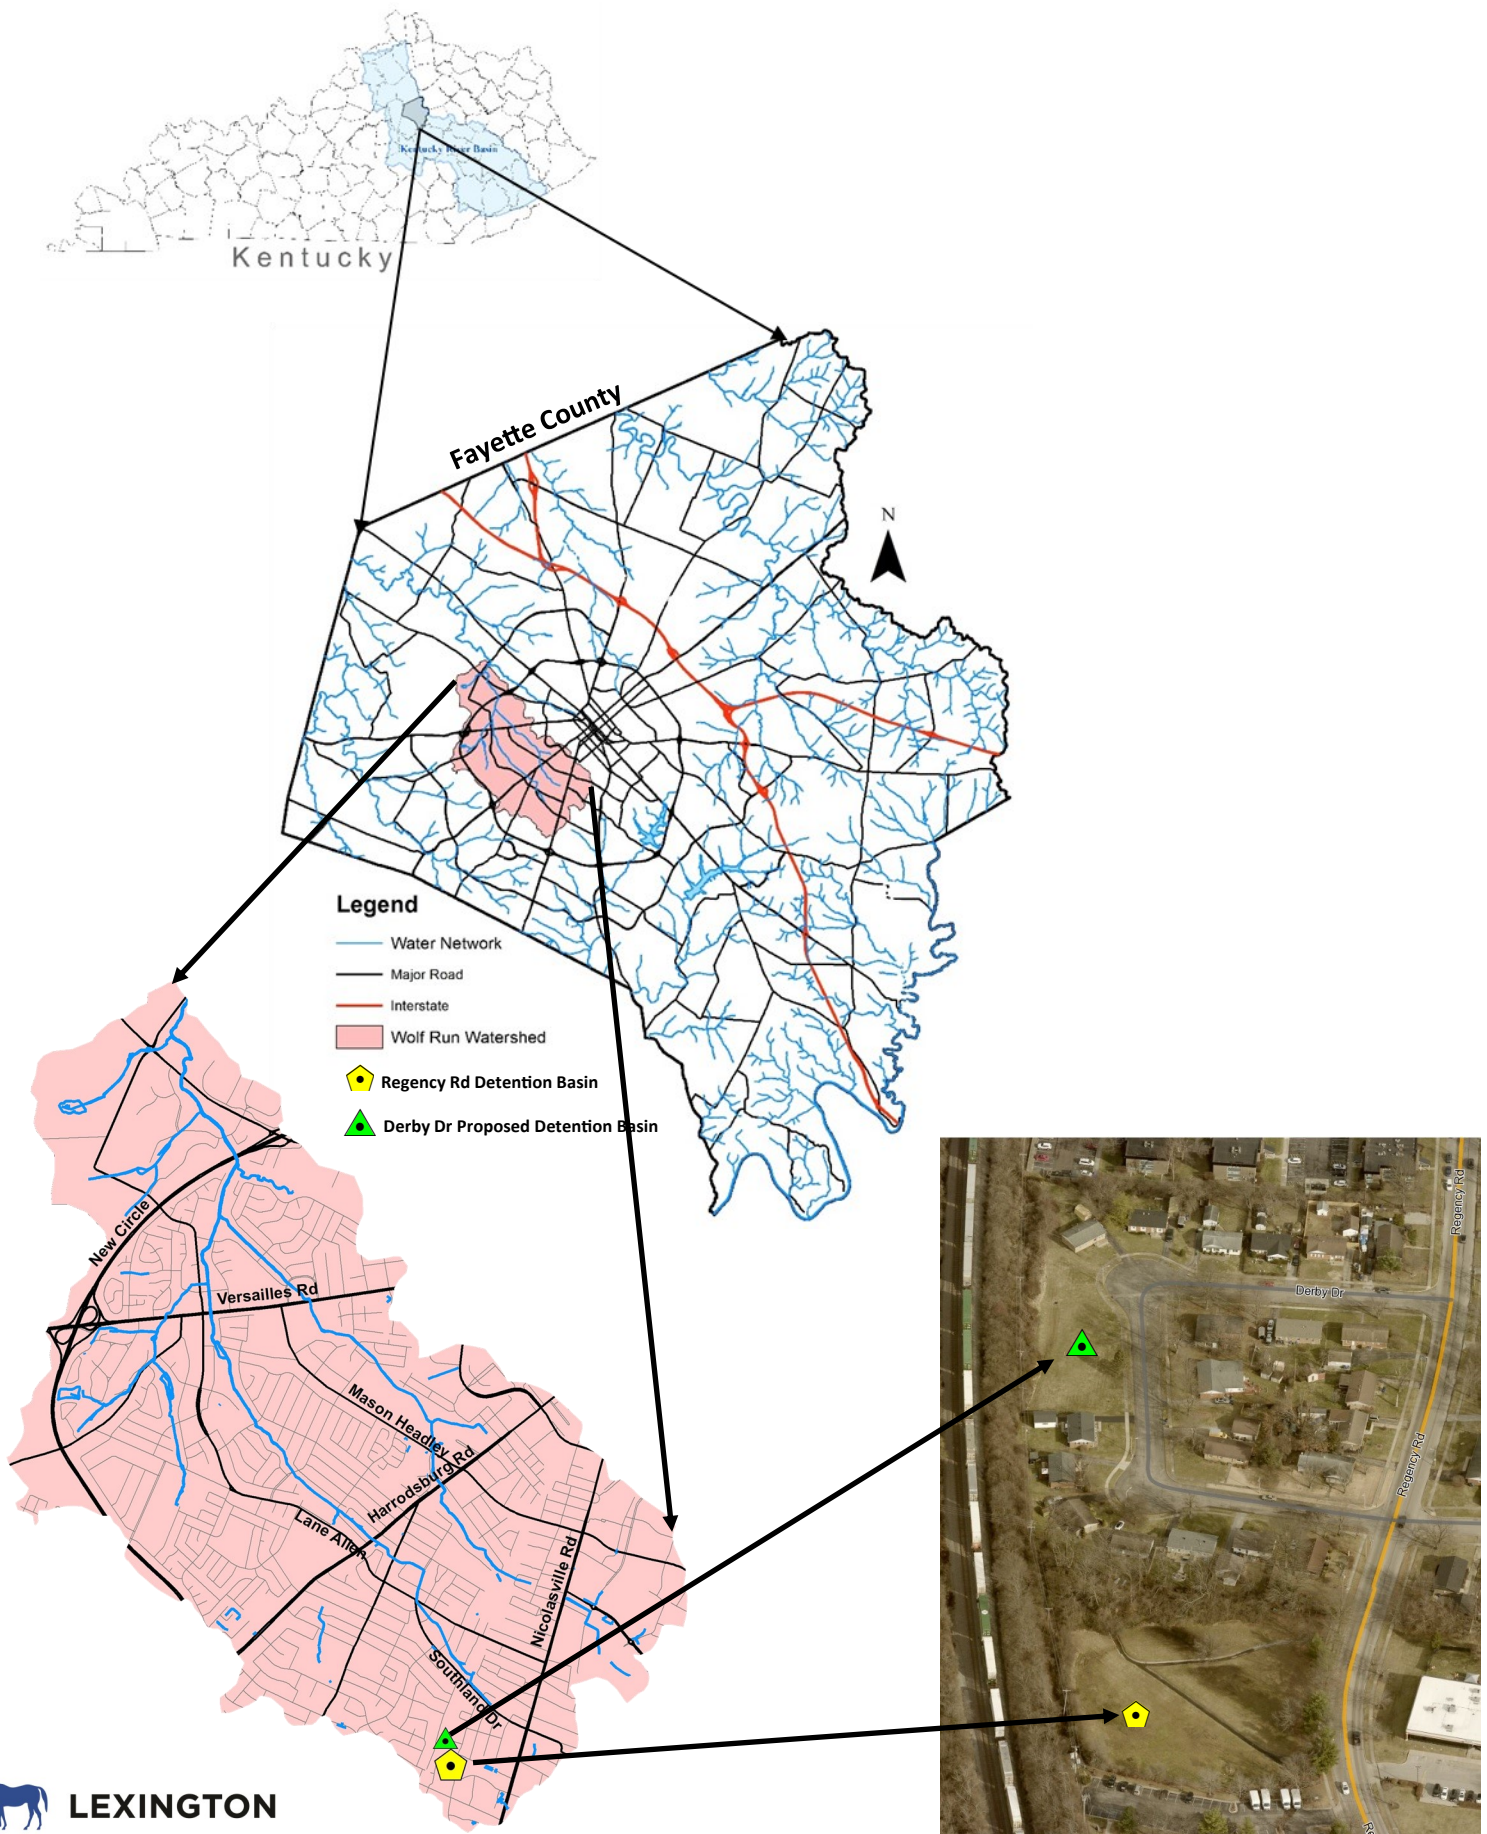 Kentucky River Basin
Kentucky
Fayette County
N
Legend
Water Network
Major Road
Interstate
Wolf Run Watershed
Regency Rd Detention Basin
Derby Dr Proposed Detention Basin
New Circle
Versailles Rd
Mason Headley
Harrodsburg Rd
Lane Allen
Nicolasville Rd
Southland Dr
Regency Rd
Derby Dr
Regency Rd
Re
LEXINGTON